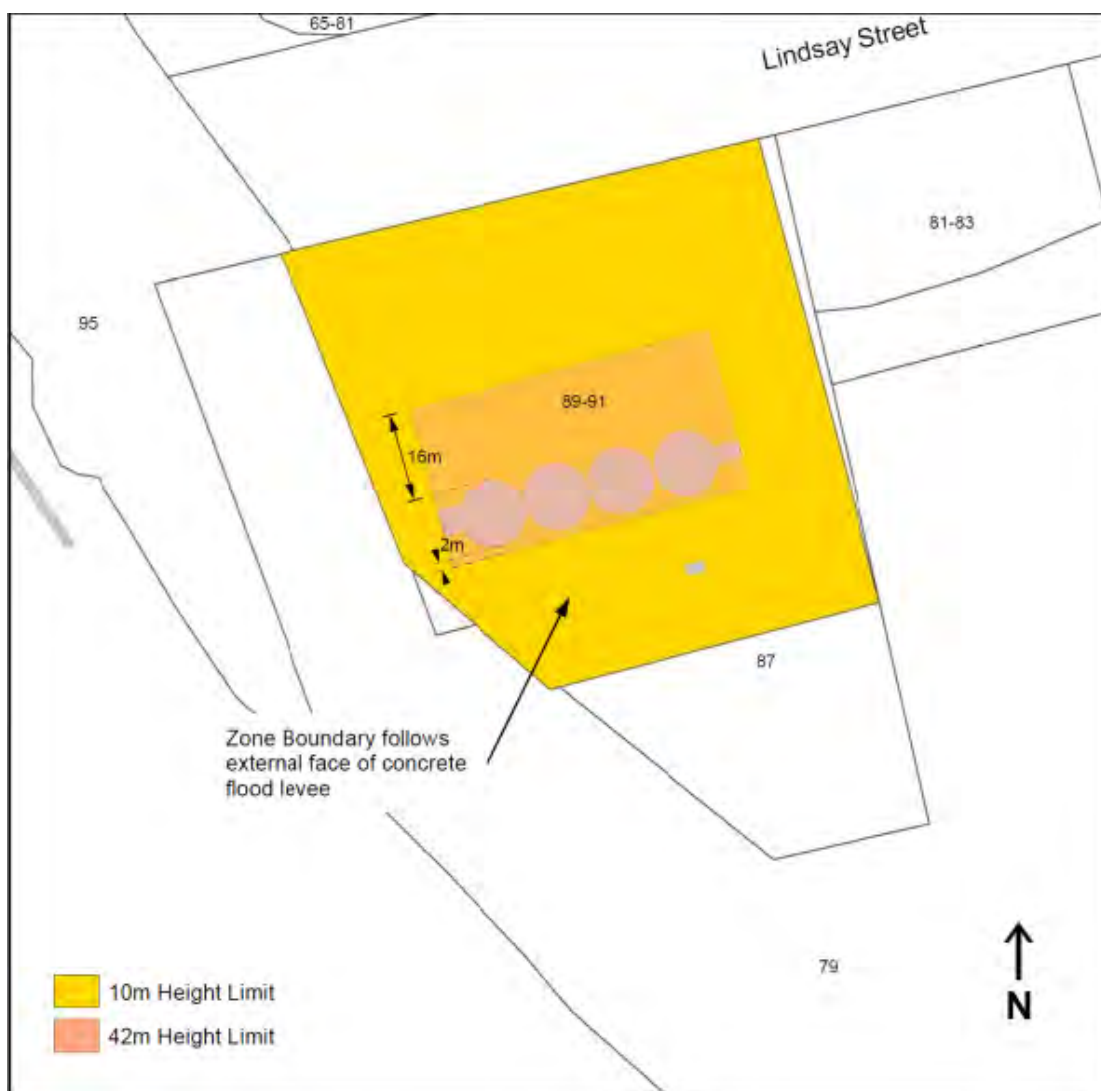 65-81
Lindsay Street
81-83
95
89-91
16m
2m
87
Zone Boundary follows
external face of concrete
flood levee
79
10m Height Limit
42m Height Limit
N